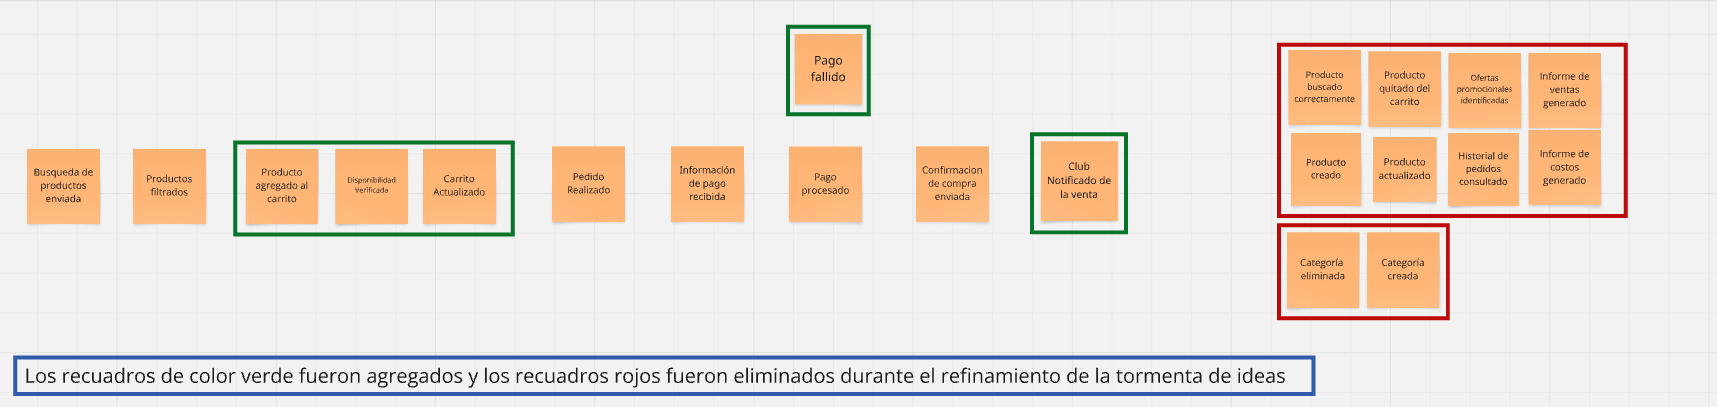 Pago
fallido
Busqueda de
productos
enviada
Productos
filtrados
Producto
agregado al
carrito
Disponibilidad
Verificada
Carrito
Actualizado
Pedido
Realizado
Información
de pago
recibida
Pago
procesado
Confirmacion
de compra
enviada
Club
Notificado de
la venta
Producto
buscado
correctamente
Producto
quitado del
carrito
Ofertas
promocionales
identificadas
Informe de
ventas
generado
Producto
creado
Producto
actualizado
Historial de
pedidos
consultado
Informe de
costos
generado
Categoría
eliminada
Categoría
creada
Los recuadros de color verde fueron agregados y los recuadros rojos fueron eliminados durante el refinamiento de la tormenta de ideas